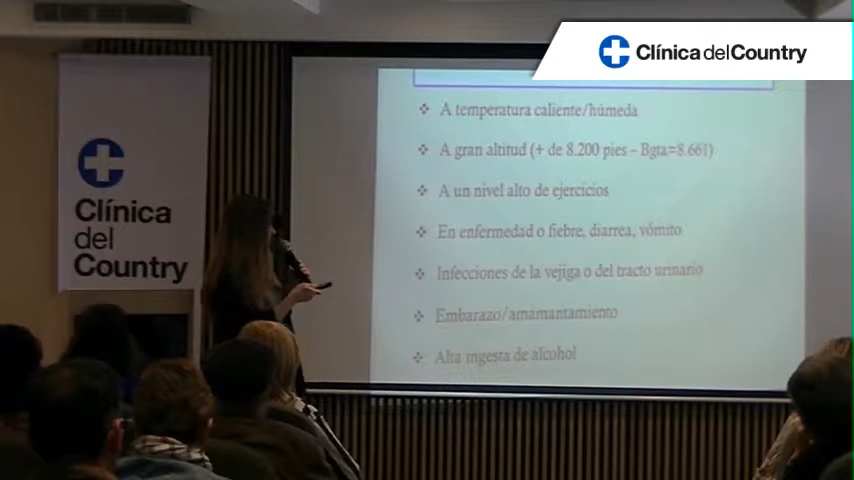 Clínica delCountry
Clínica
del
Country
A temperatura caliente/húmeda
A gran altitud (+ de 8.200 pies – Bgta=8.661)
A un nivel alto de ejercicios
En enfermedad o fiebre, diarrea, vómito
Infecciones de la vejiga o del tracto urinario
Embarazo/amamantamiento
Alta ingesta de alcohol